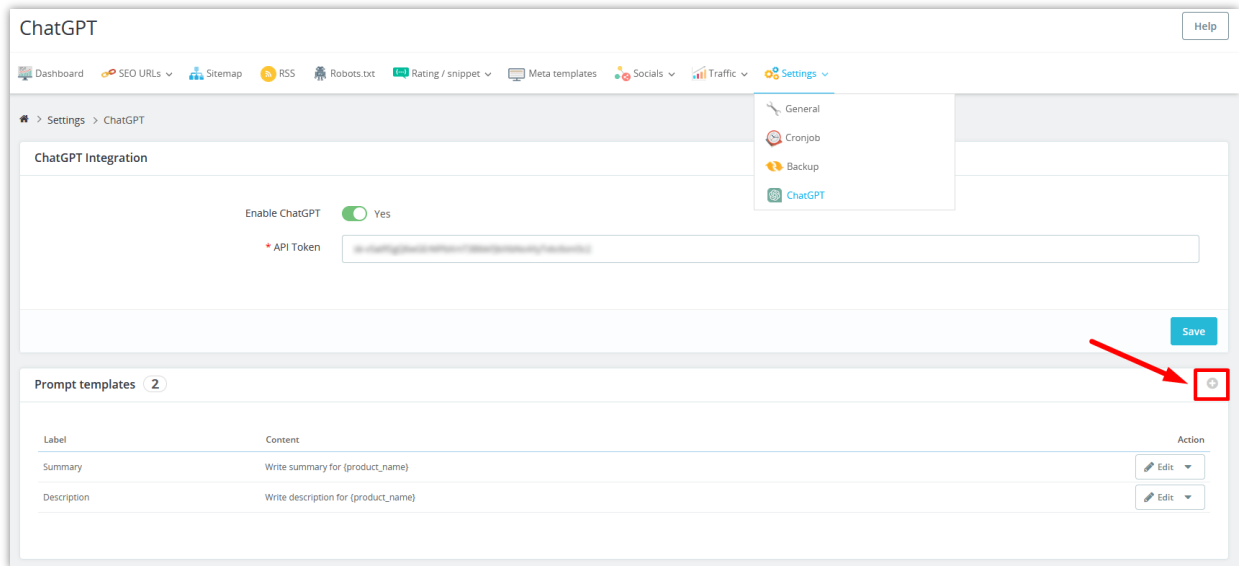 ChatGPT
Help
Dashboard SEO URLs Sitemap RSS Robots.txt Rating / snippet Meta templates Socials Traffic Settings
General
Cronjob
Backup
ChatGPT
> Settings > ChatGPT
ChatGPT Integration
Enable ChatGPT Yes
* API Token
Save
Prompt templates 2
Label Content Action
Summary Write summary for {product_name} Edit
Description Write description for {product_name} Edit